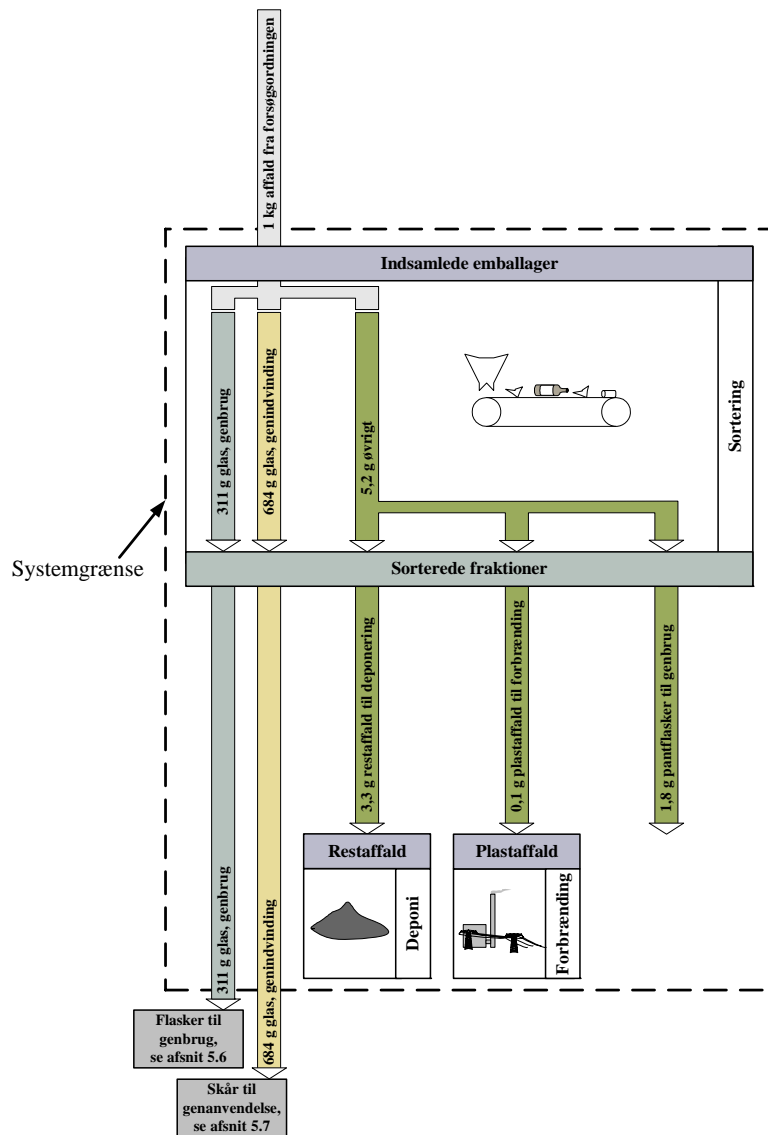 1 kg affald fra forsøgsordningen
Indsamlede emballager
311 g glas, genbrug
684 g glas, genindvinding
5,2 g øvrigt
Sortering
Systemgrænse
Sorterede fraktioner
3,3 g restaffald til deponering
0,1 g plastaffald til forbrænding
1,8 g pantflasker til genbrug
Restaffald
Deponi
Plastaffald
Forbrænding
311 g glas, genbrug
684 g glas, genindvinding
Flasker til
genbrug,
se afsnit 5.6
Skår til
genanvendelse,
se afsnit 5.7